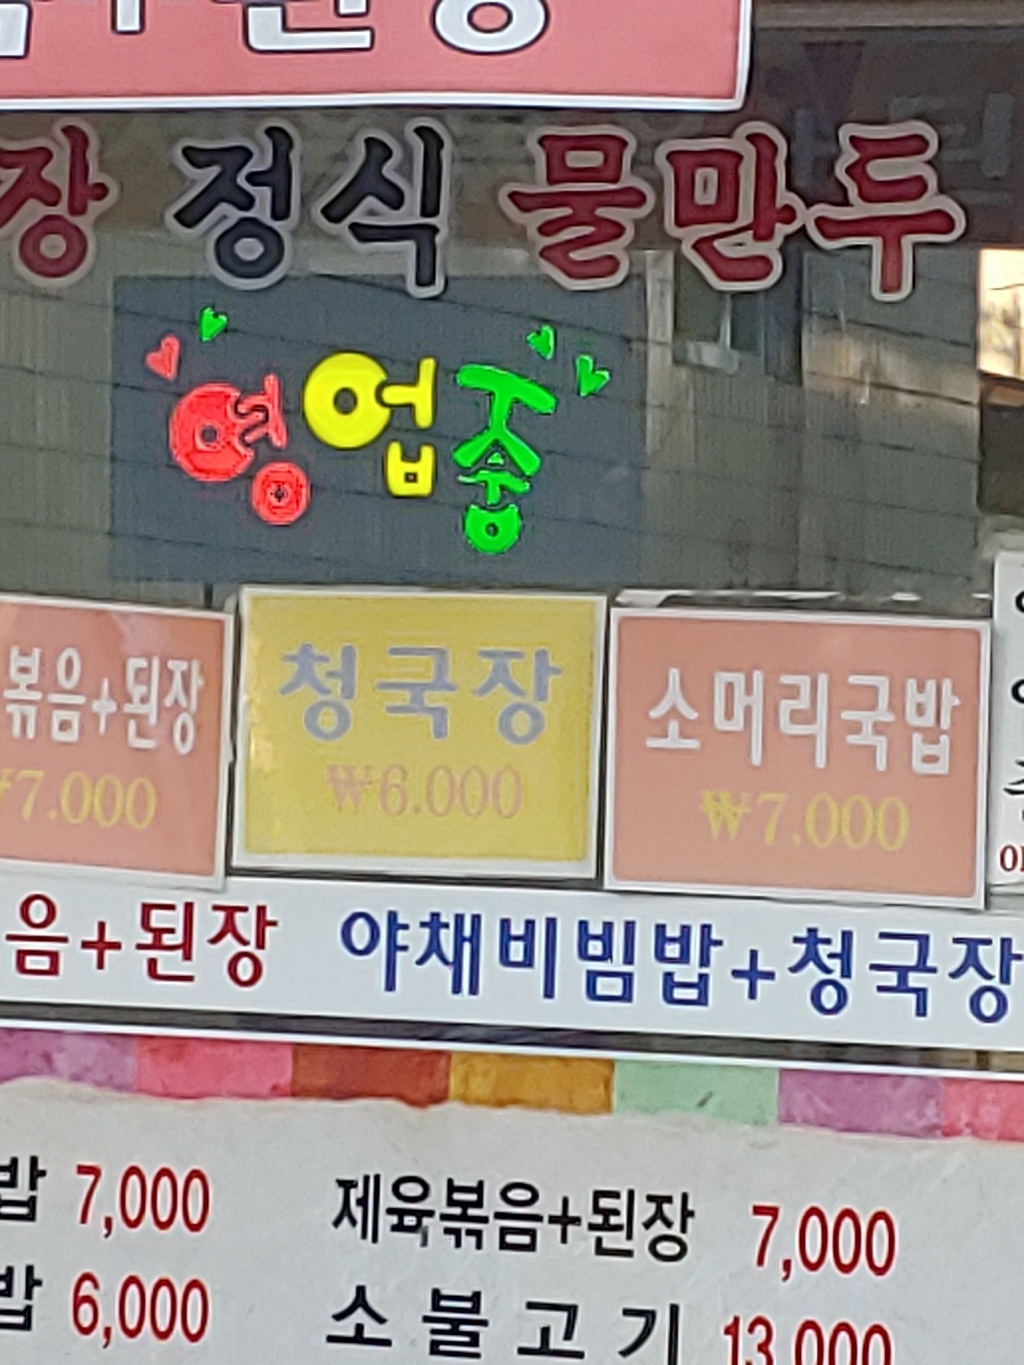 장 정식 물만두
영업중
볶음+된장
₩7.000
청국장
₩6.000
소머리국밥
₩7.000
음+된장 야채비빔밥+청국장
밥 7,000 제육볶음+된장 7,000
밥 6,000 소불고기 13,000